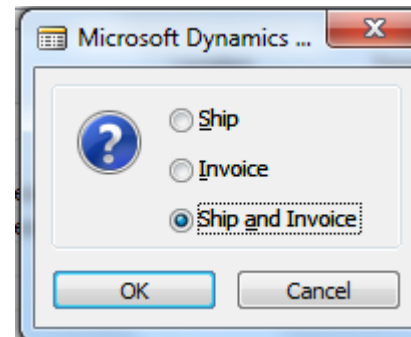 Microsoft Dynamics ...
Ship
Invoice
Ship and Invoice
OK
Cancel